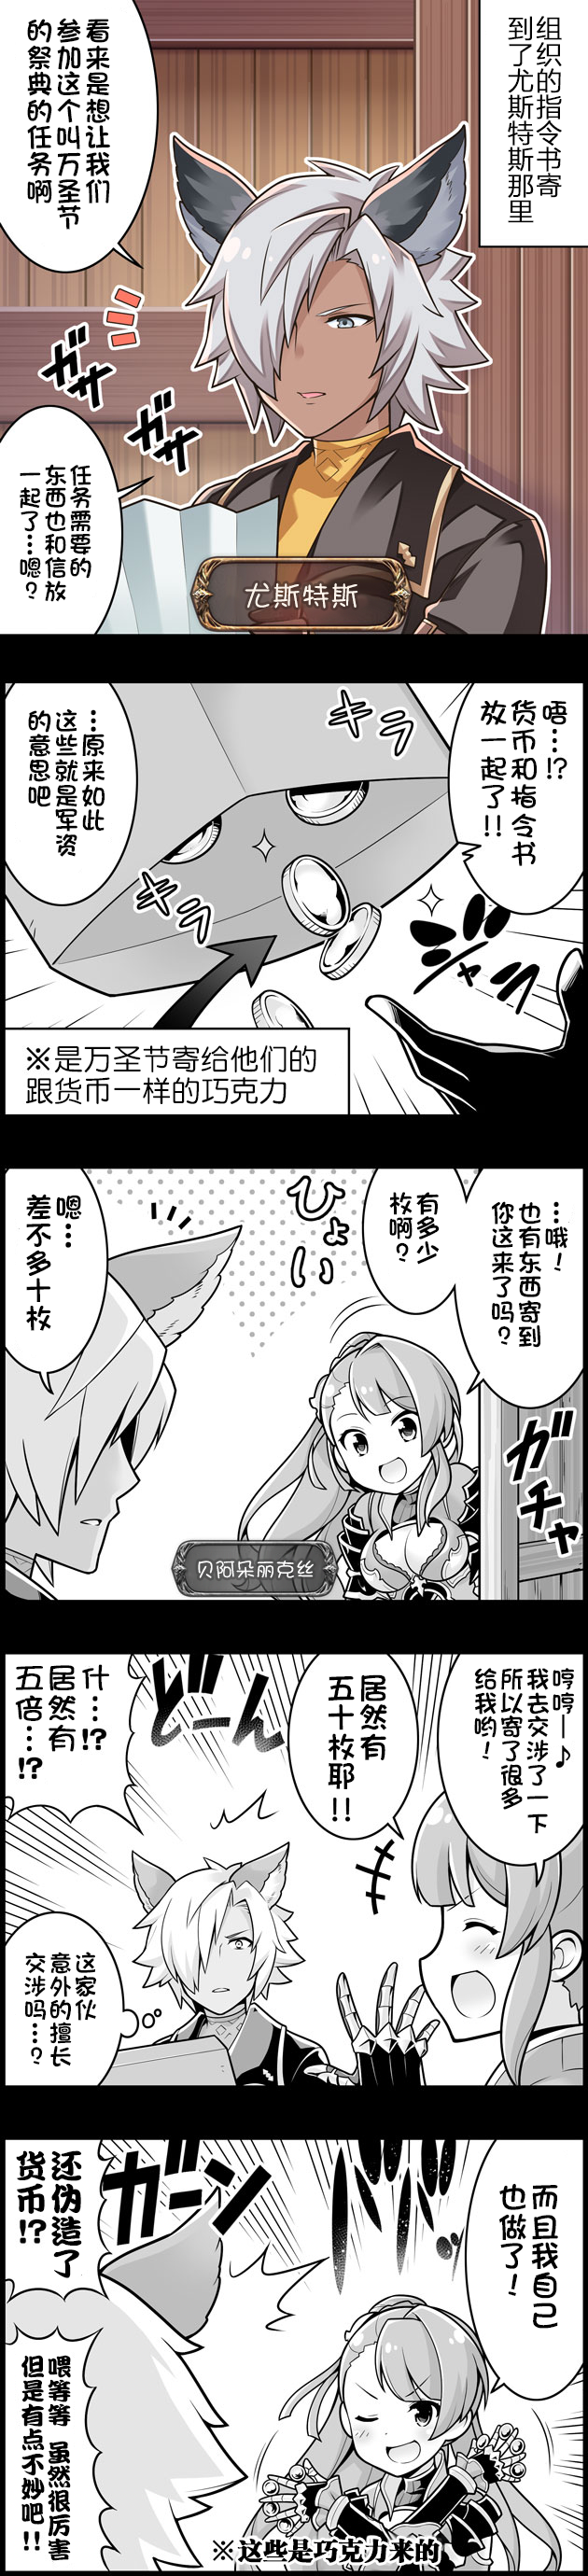 组织的指令书寄
到了尤斯特斯那里
看来是想让我们
参加这个叫万圣节
的祭典的任务啊
ガサ
ガサ
任务需要的
东西也和信放
一起了…嗯?
尤斯特斯
唔…!?
货币和指令书
放一起了!!
キラ
…原来如此
这些就是军资
的意思吧
キラ
ジャラ
※是万圣节寄给他们的
跟货币一样的巧克力
…哦!
也有东西寄到
你这来了吗?
有多少
枚啊?
ひょい
嗯…
差不多十枚
ガチャ
贝阿朵丽克丝
哼哼—♪
我去交涉了一下
所以寄了很多
给我哟!
居然有
五十枚耶!!
どーん
什…!?
居然有
五倍…!?
这家伙
意外的擅长
交涉吗…?
而且我自己
也做了!
ガーン
还伪造了
货币!?
喂等等 虽然很厉害
但是有点不妙吧!!
※这些是巧克力来的